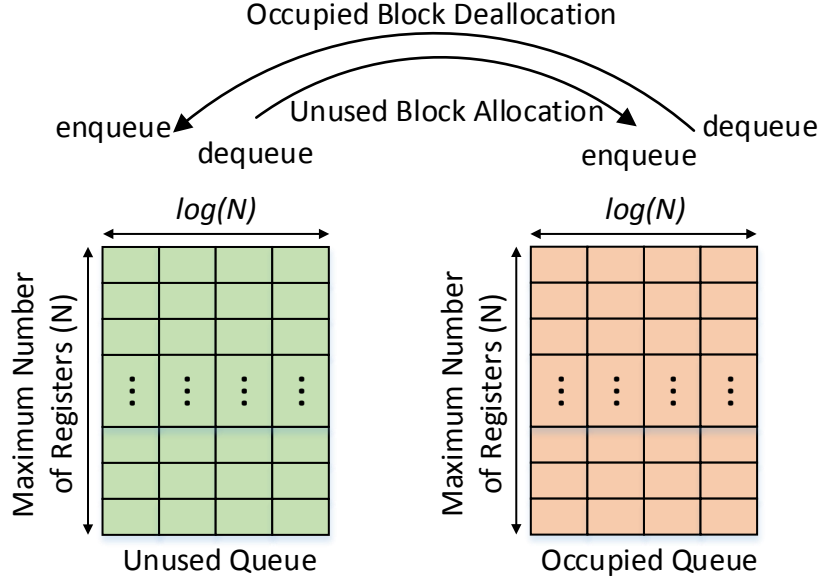 Occupied Block Deallocation
Unused Block Allocation
enqueue
dequeue
enqueue
dequeue
log(N)
log(N)
Maximum Number
of Registers (N)
Maximum Number
of Registers (N)
⋮ ⋮ ⋮ ⋮
⋮ ⋮ ⋮ ⋮
Unused Queue
Occupied Queue